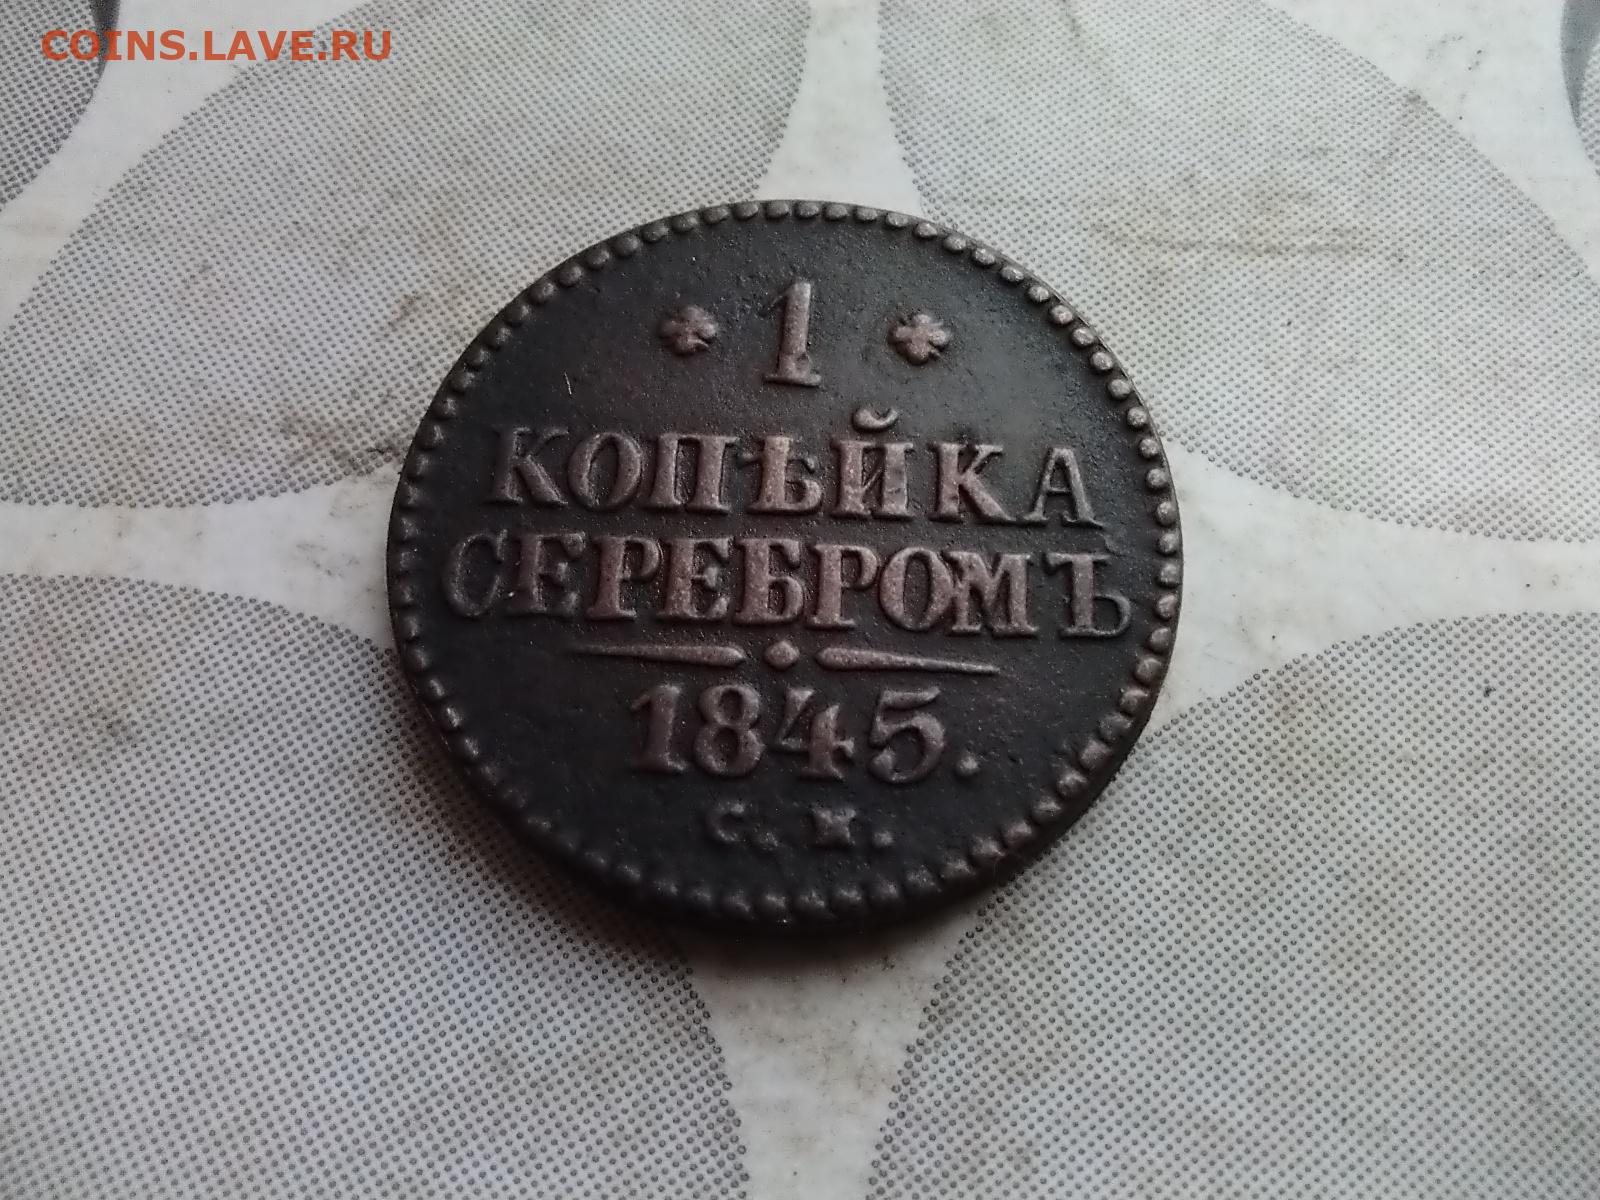 COINS.LAVE.RU
* 1 *
КОПѢЙКА
СЕРЕБРОМЪ
1845.
С. М.